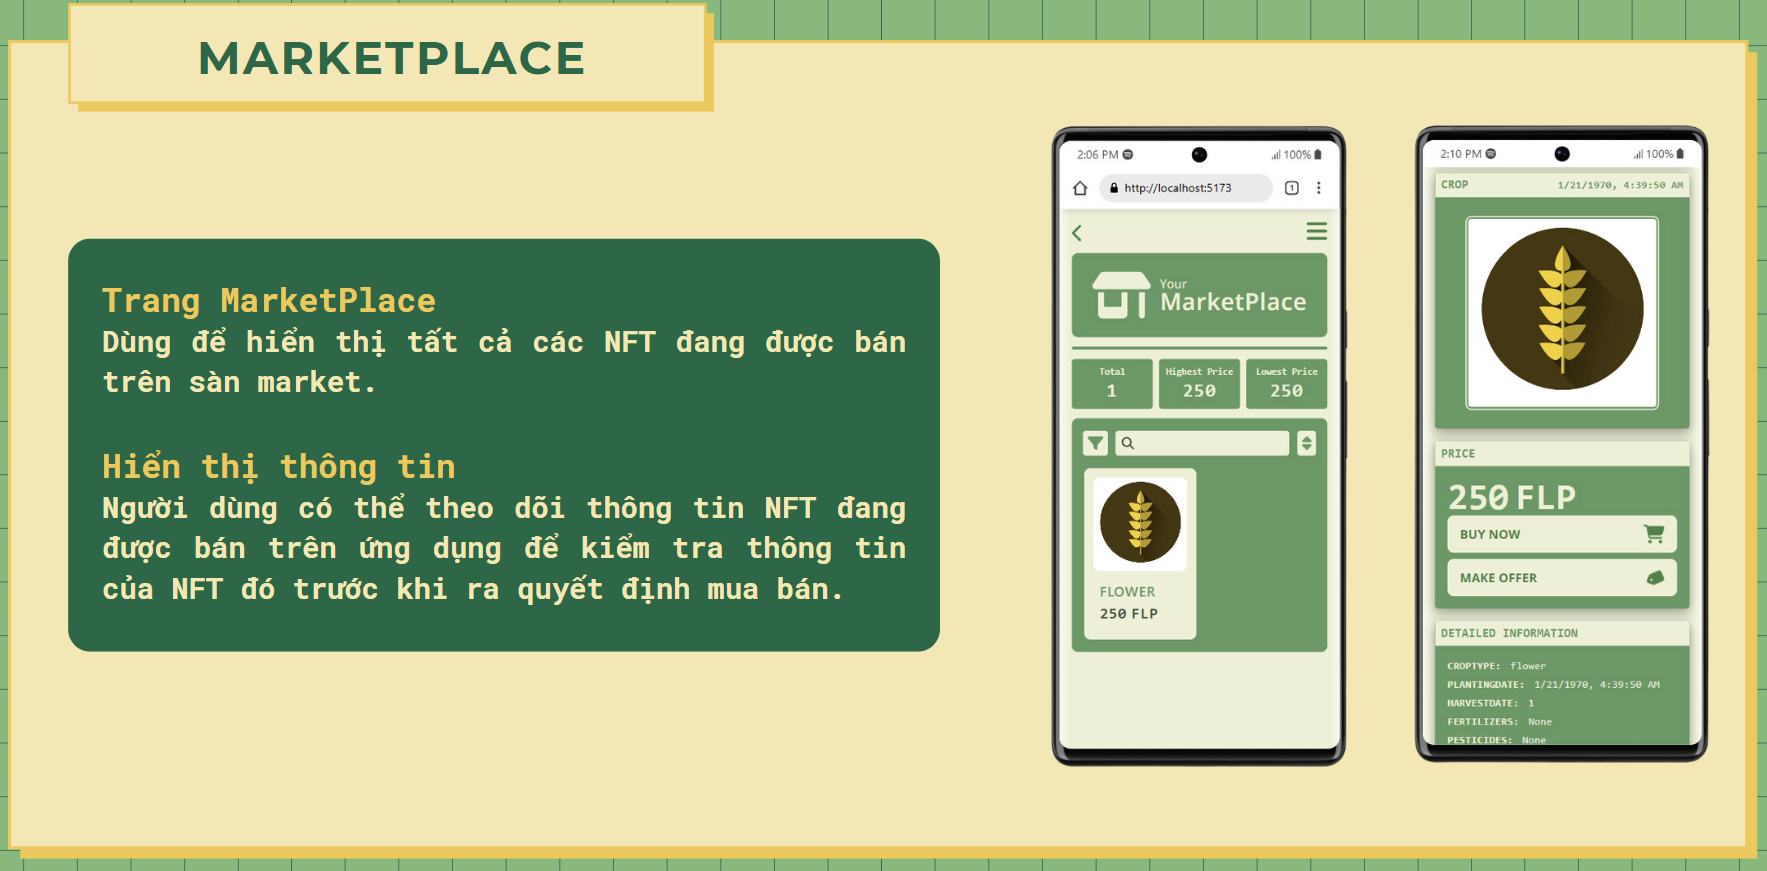 MARKETPLACE
Trang MarketPlace
Dùng để hiển thị tất cả các NFT đang được bán
trên sàn market.
Hiển thị thông tin
Người dùng có thể theo dõi thông tin NFT đang
được bán trên ứng dụng để kiểm tra thông tin
của NFT đó trước khi ra quyết định mua bán.
2:06 PM 100%
http://localhost:5173 1
Your
MarketPlace
Total Highest Price Lowest Price
1 250 250
FLOWER
250 FLP
2:10 PM 100%
CROP 1/21/1970, 4:39:50 AM
PRICE
250 FLP
BUY NOW
MAKE OFFER
DETAILED INFORMATION
CROPTYPE: flower
PLANTINGDATE: 1/21/1970, 4:39:50 AM
HARVESTDATE: 1
FERTILIZERS: None
PESTICIDES: None